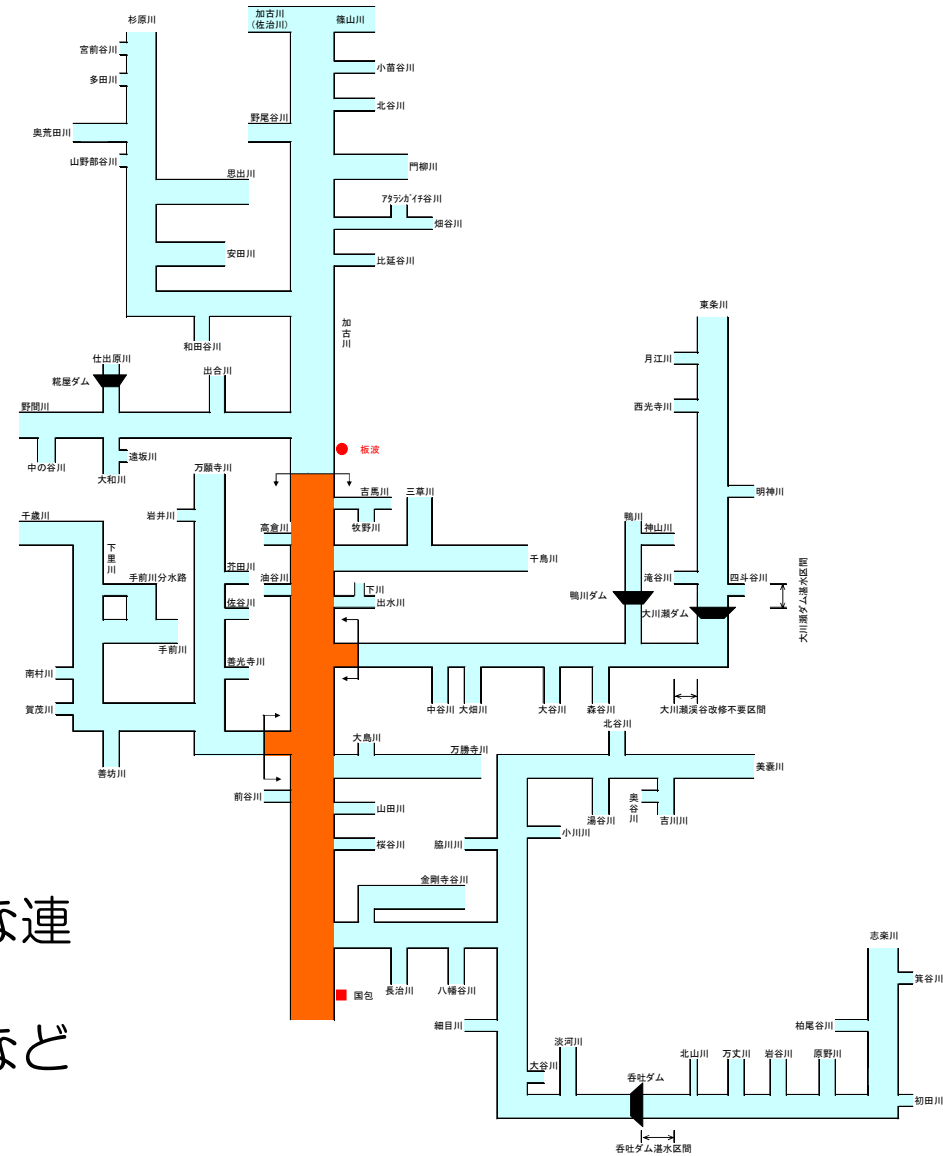 加古川
(佐治川)
篠山川
杉原川
宮前谷川
小苗谷川
多田川
北谷川
野尾谷川
奥荒田川
山野部谷川
門柳川
思出川
アタラシガイチ谷川
畑谷川
安田川
比延谷川
東条川
加古川
和田谷川
仕出原川
月江川
出合川
糀屋ダム
野間川
西光寺川
板波
遠坂川
中の谷川
大和川
万願寺川
吉馬川
三草川
明神川
千歳川
岩井川
牧野川
鴨川
高倉川
神山川
下里川
千鳥川
芥田川
手前川分水路
油谷川
滝谷川
四斗谷川
下川
鴨川ダム
出水川
佐谷川
大川瀬ダム
大川瀬ダム湛水区間
手前川
善光寺川
南村川
賀茂川
中谷川
大畑川
大谷川
森谷川
大川瀬渓谷改修不要区間
北谷川
大島川
万勝寺川
善坊川
美嚢川
前谷川
奥谷川
山田川
湯谷川
吉川川
小川川
桜谷川
脇川川
金剛寺谷川
な連
志楽川
箕谷川
長治川
八幡谷川
国包
細目川
柏尾谷川
など
淡河川
北山川
万丈川
岩谷川
原野川
大谷川
呑吐ダム
初田川
呑吐ダム湛水区間